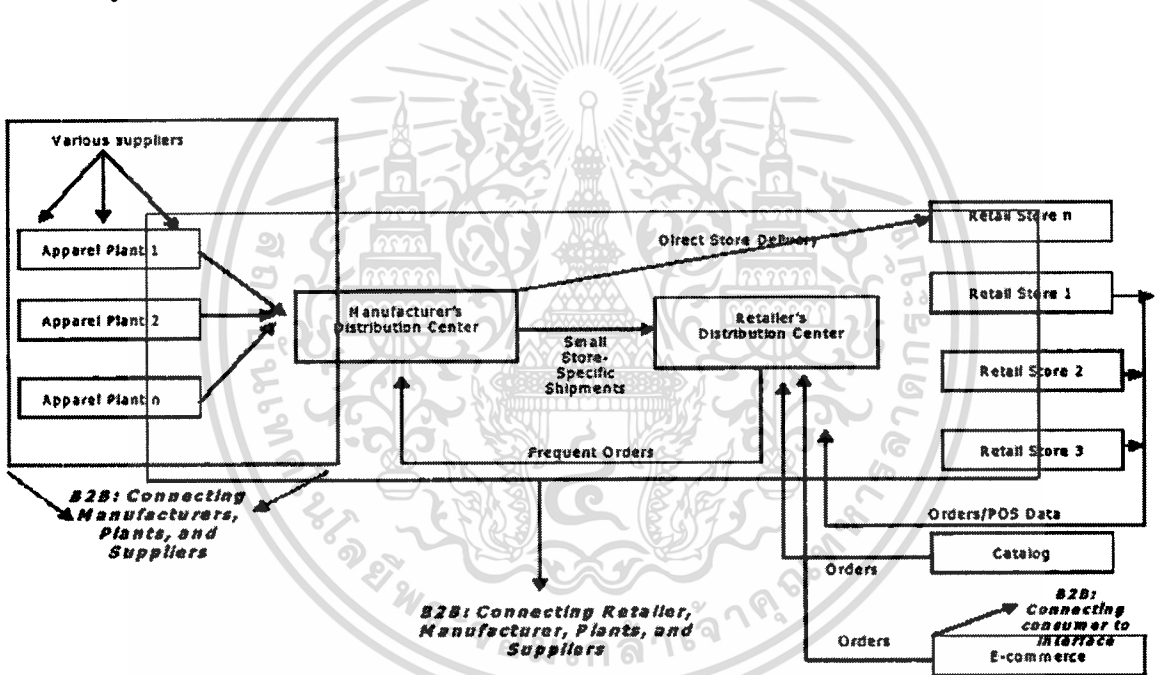 Various suppliers
Apparel Plant 1
Apparel Plant 2
Apparel Plant n
Manufacturer's
Distribution Center
Direct Store Delivery
Small
Store-
Specific
Shipments
Retailer's
Distribution Center
Retail Store n
Retail Store 1
Retail Store 2
Retail Store 3
Frequent Orders
Orders/POS Data
B2B: Connecting
Manufacturers,
Plants, and
Suppliers
B2B: Connecting Retailer,
Manufacturer, Plants, and
Suppliers
Orders
Catalog
B2B:
Connecting
consumer to
interface
Orders
E-commerce